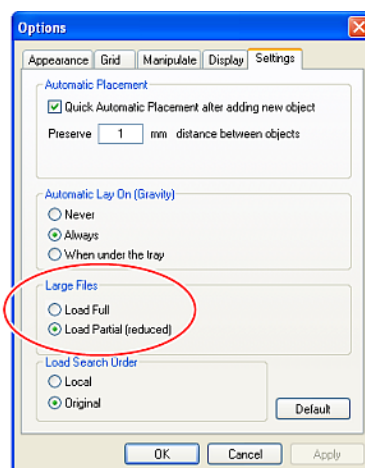 Options
Appearance Grid Manipulate Display Settings
Automatic Placement
Quick Automatic Placement after adding new object
Preserve 1 mm distance between objects
Automatic Lay On (Gravity)
Never
Always
When under the tray
Large Files
Load Full
Load Partial (reduced)
Load Search Order
Local
Original
Default
OK Cancel Apply